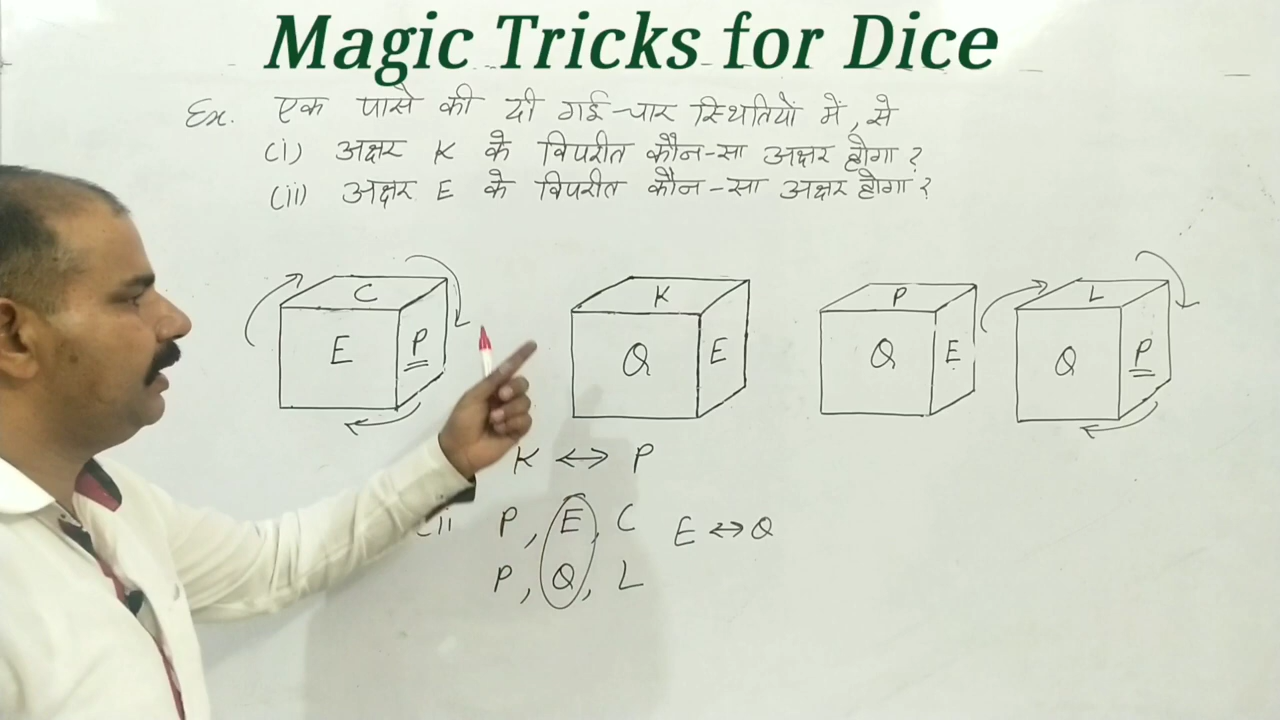 Magic Tricks for Dice
Ex. एक पासे की दी गई चार स्थितियों में, से
(i) अक्षर K के विपरीत कौन-सा अक्षर होगा ?
(ii) अक्षर E के विपरीत कौन-सा अक्षर होगा ?
C
E P
K
Q E
P
Q E
L
Q P
K ↔ P
P, E, C E ↔ Q
P, Q, L